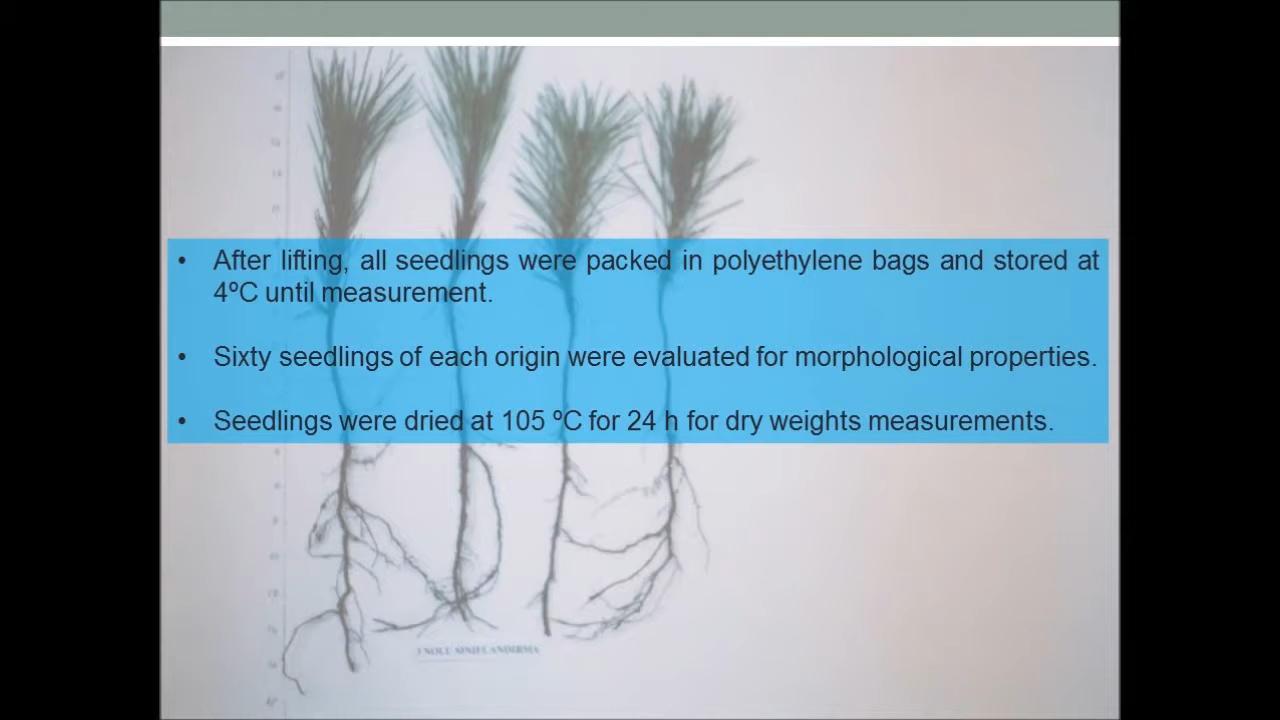 • After lifting, all seedlings were packed in polyethylene bags and stored at
4ºC until measurement.
• Sixty seedlings of each origin were evaluated for morphological properties.
• Seedlings were dried at 105 ºC for 24 h for dry weights measurements.